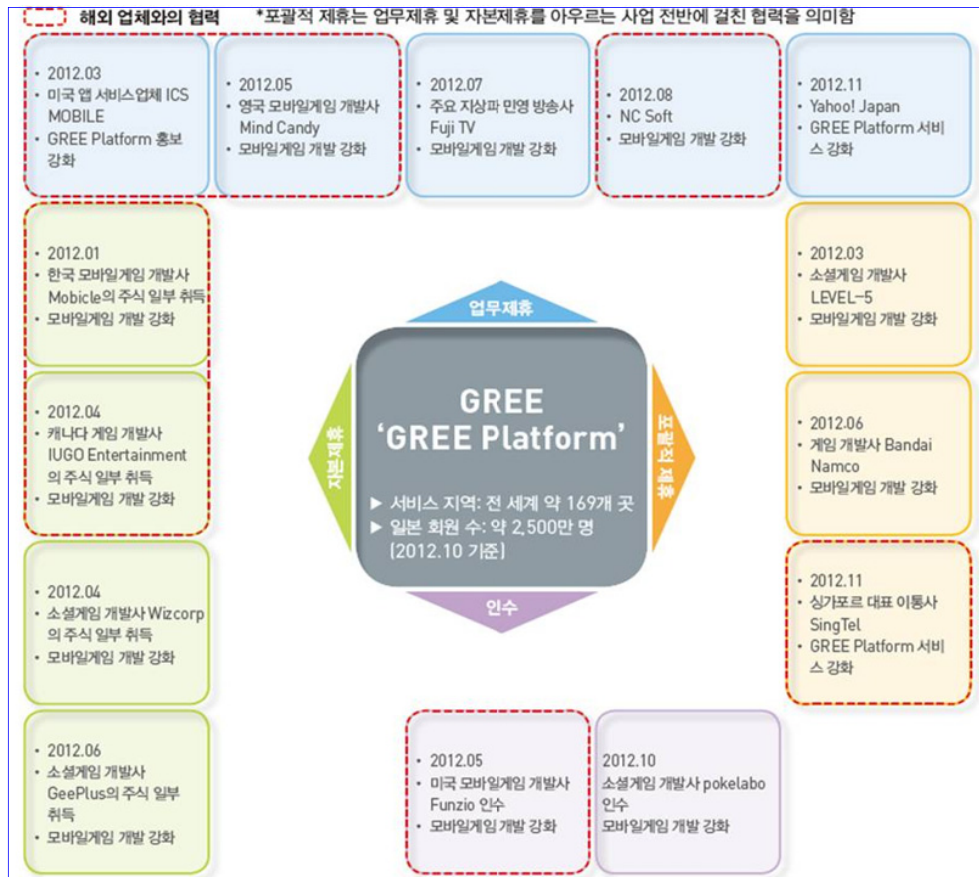 해외 업체와의 협력
*포괄적 제휴는 업무제휴 및 자본제휴를 아우르는 사업 전반에 걸친 협력을 의미함
• 2012.03
• 미국 앱 서비스업체 ICS
MOBILE
• GREE Platform 홍보
강화
• 2012.05
• 영국 모바일게임 개발사
Mind Candy
• 모바일게임 개발 강화
• 2012.07
• 주요 지상파 민영 방송사
Fuji TV
• 모바일게임 개발 강화
• 2012.08
• NC Soft
• 모바일게임 개발 강화
• 2012.11
• Yahoo! Japan
• GREE Platform 서비
스 강화
• 2012.01
• 한국 모바일게임 개발사
Mobicle의 주식 일부 취득
• 모바일게임 개발 강화
• 2012.04
• 캐나다 게임 개발사
IUGO Entertainment
의 주식 일부 취득
• 모바일게임 개발 강화
• 2012.04
• 소셜게임 개발사 Wizcorp
의 주식 일부 취득
• 모바일게임 개발 강화
• 2012.06
• 소셜게임 개발사
GeePlus의 주식 일부
취득
• 모바일게임 개발 강화
업무제휴
자본제휴
GREE
‘GREE Platform’
▶ 서비스 지역: 전 세계 약 169개 곳
▶ 일본 회원 수: 약 2,500만 명
(2012.10 기준)
포괄적 제휴
인수
• 2012.03
• 소셜게임 개발사
LEVEL-5
• 모바일게임 개발 강화
• 2012.06
• 게임 개발사 Bandai
Namco
• 모바일게임 개발 강화
• 2012.11
• 싱가포르 대표 이통사
SingTel
• GREE Platform 서비
스 강화
• 2012.05
• 미국 모바일게임 개발사
Funzio 인수
• 모바일게임 개발 강화
2012.10
소셜게임 개발사 pokelabo
인수
모바일게임 개발 강화